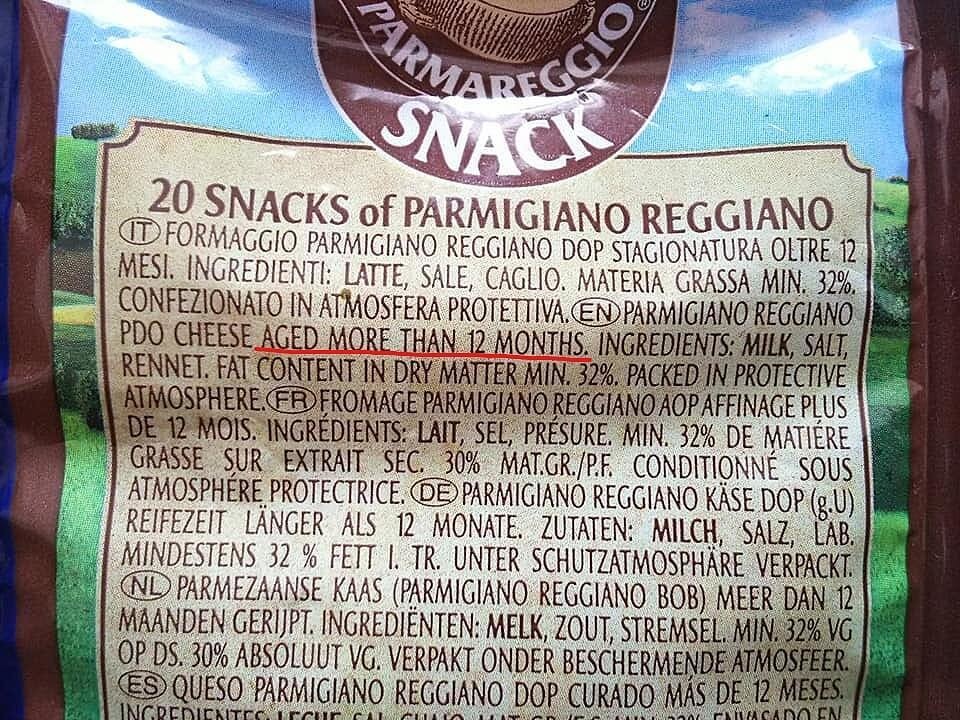 PARMAREGGIO®
SNACK
20 SNACKS of PARMIGIANO REGGIANO
IT FORMAGGIO PARMIGIANO REGGIANO DOP STAGIONATURA OLTRE 12
MESI. INGREDIENTI: LATTE, SALE, CAGLIO. MATERIA GRASSA MIN. 32%.
CONFEZIONATO IN ATMOSFERA PROTETTIVA. EN PARMIGIANO REGGIANO
PDO CHEESE AGED MORE THAN 12 MONTHS. INGREDIENTS: MILK, SALT,
RENNET. FAT CONTENT IN DRY MATTER MIN. 32%. PACKED IN PROTECTIVE
ATMOSPHERE. FR FROMAGE PARMIGIANO REGGIANO AOP AFFINAGE PLUS
DE 12 MOIS. INGRÉDIENTS: LAIT, SEL, PRÉSURE. MIN. 32% DE MATIÉRE
GRASSE SUR EXTRAIT SEC. 30% MAT.GR./P.F. CONDITIONNÉ SOUS
ATMOSPHÉRE PROTECTRICE. DE PARMIGIANO REGGIANO KÄSE DOP (g.U)
REIFEZEIT LÄNGER ALS 12 MONATE. ZUTATEN: MILCH, SALZ, LAB.
MINDESTENS 32 % FETT I. TR. UNTER SCHUTZATMOSPHÄRE VERPACKT.
NL PARMEZAANSE KAAS (PARMIGIANO REGGIANO BOB) MEER DAN 12
MAANDEN GERIJPT. INGREDIËNTEN: MELK, ZOUT, STREMSEL. MIN. 32% VG
OP DS. 30% ABSOLUUT VG. VERPAKT ONDER BESCHERMENDE ATMOSFEER.
ES QUESO PARMIGIANO REGGIANO DOP CURADO MÁS DE 12 MESES.
INGREDIENTES: LECHE, SAL, CUAJO.